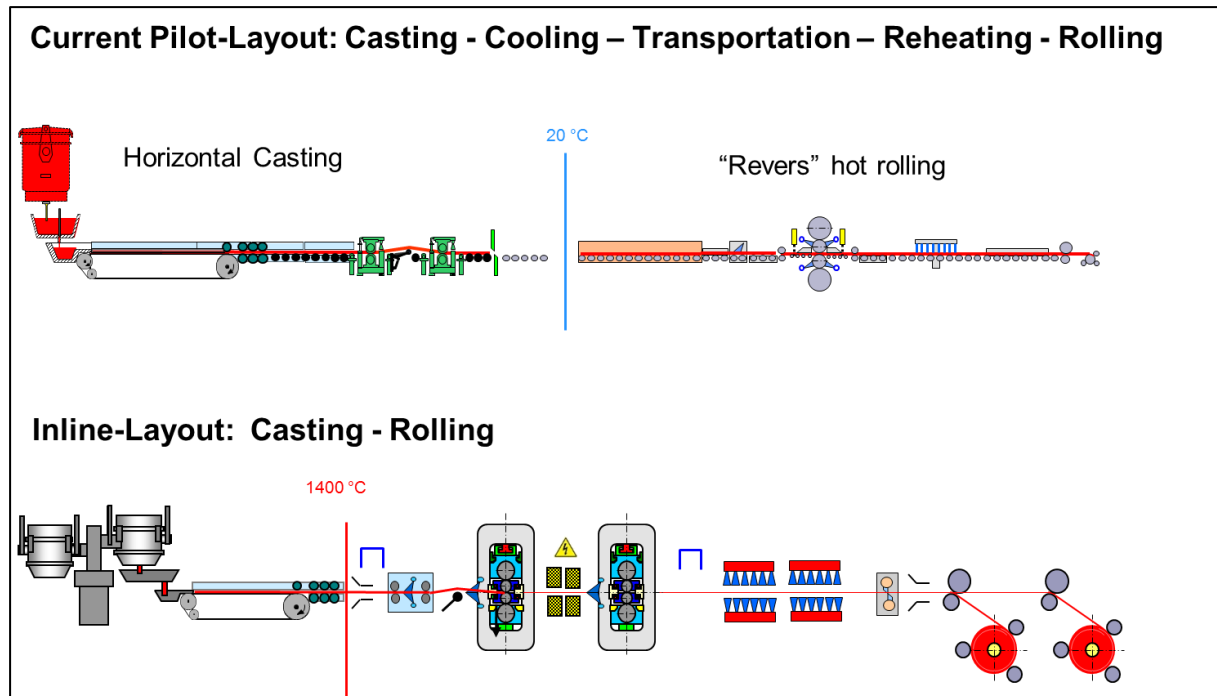 Current Pilot-Layout: Casting - Cooling – Transportation – Reheating - Rolling
20 °C
Horizontal Casting
“Revers” hot rolling
Inline-Layout: Casting - Rolling
1400 °C